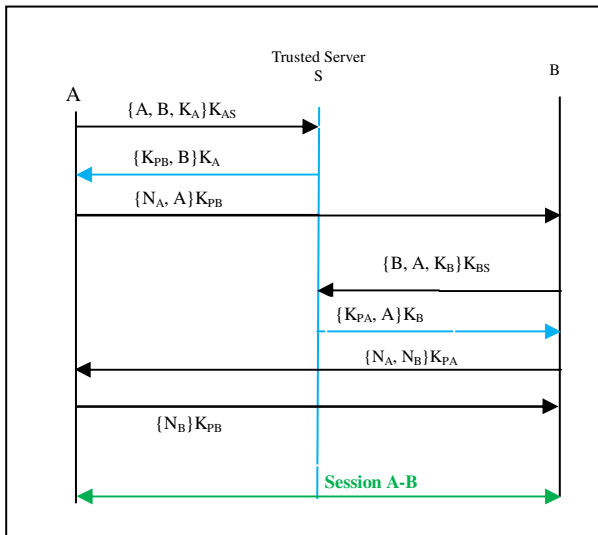 Trusted Server
S
B
A
{A, B, K_A}K_AS
{K_PB, B}K_A
{N_A, A}K_PB
{B, A, K_B}K_BS
{K_PA, A}K_B
{N_A, N_B}K_PA
{N_B}K_PB
Session A-B